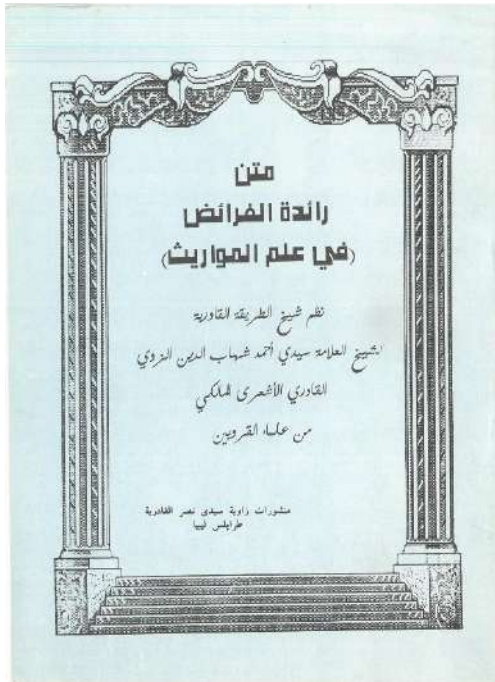 متن
رائدة الفرائض
(في علم المواريث)
نظم شيخ الطريقة القادرية
الشيخ العلامة سيدي أحمد شهاب الدين
القادري الأشعري المالكي
من علماء القرويين
منشورات زاوية سيدى نصر القادرية
طرابلس ليبيا